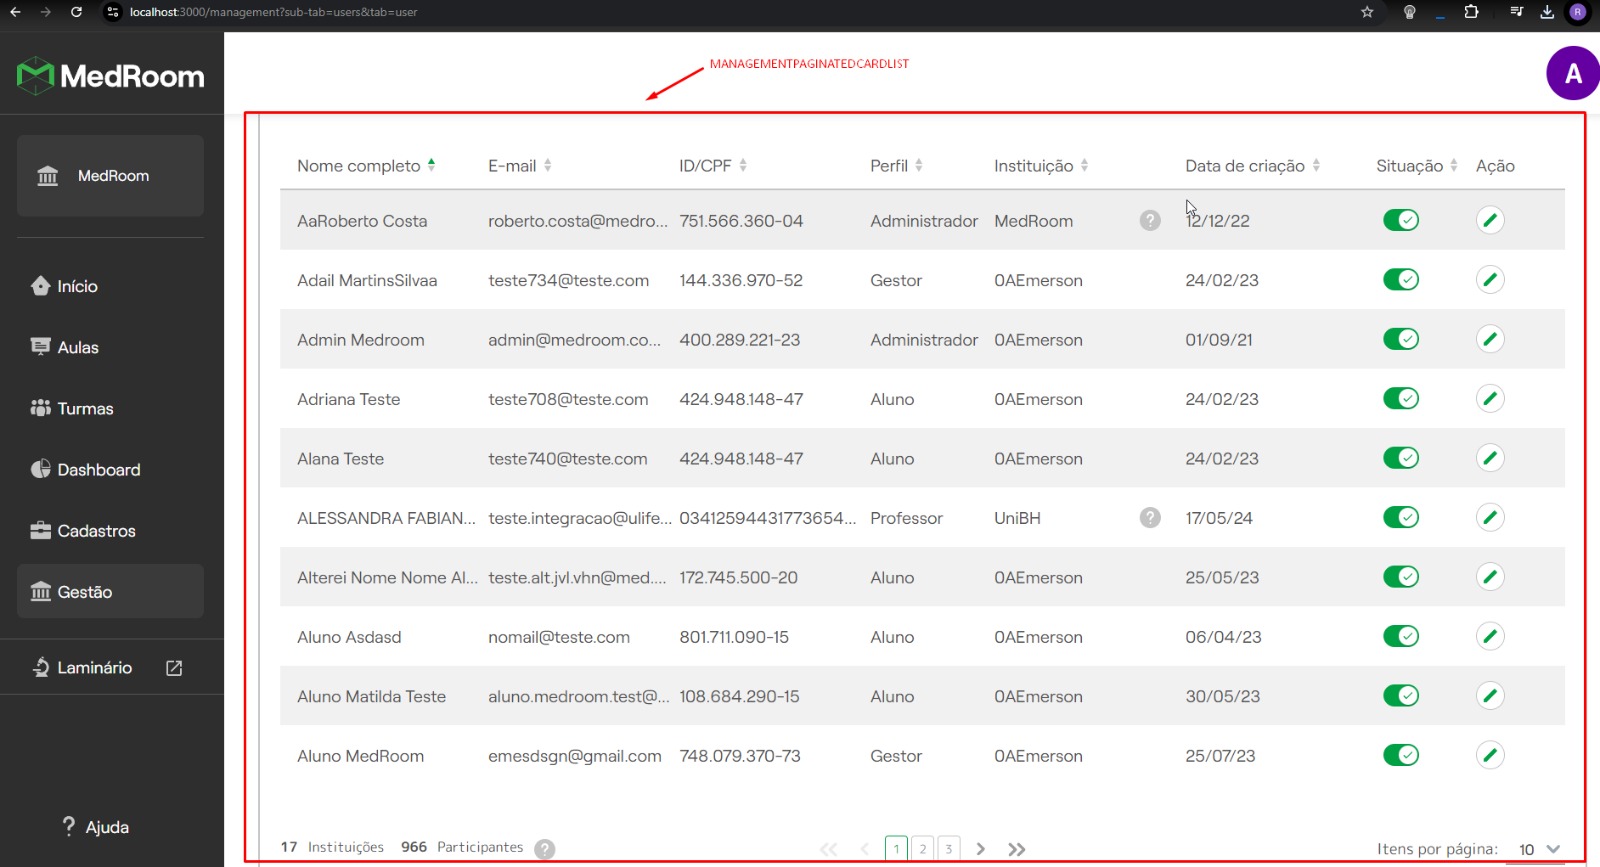 localhost:3000/management?sub-tab=users&tab=user
R
MedRoom
MANAGEMENTPAGINATEDCARDLIST
A
MedRoom
Início
Aulas
Turmas
Dashboard
Cadastros
Gestão
Laminário
? Ajuda
Nome completo E-mail ID/CPF Perfil Instituição Data de criação Situação Ação
AaRoberto Costa roberto.costa@medro... 751.566.360-04 Administrador MedRoom ? 12/12/22
Adail MartinsSilvaa teste734@teste.com 144.336.970-52 Gestor 0AEmerson 24/02/23
Admin Medroom admin@medroom.co... 400.289.221-23 Administrador 0AEmerson 01/09/21
Adriana Teste teste708@teste.com 424.948.148-47 Aluno 0AEmerson 24/02/23
Alana Teste teste740@teste.com 424.948.148-47 Aluno 0AEmerson 24/02/23
ALESSANDRA FABIAN... teste.integracao@ulife... 03412594431773654... Professor UniBH ? 17/05/24
Alterei Nome Nome Al... teste.alt.jvl.vhn@med.... 172.745.500-20 Aluno 0AEmerson 25/05/23
Aluno Asdasd nomail@teste.com 801.711.090-15 Aluno 0AEmerson 06/04/23
Aluno Matilda Teste aluno.medroom.test@... 108.684.290-15 Aluno 0AEmerson 30/05/23
Aluno MedRoom emesdsgn@gmail.com 748.079.370-73 Gestor 0AEmerson 25/07/23
17 Instituições 966 Participantes ? 1 2 3 Itens por página: 10